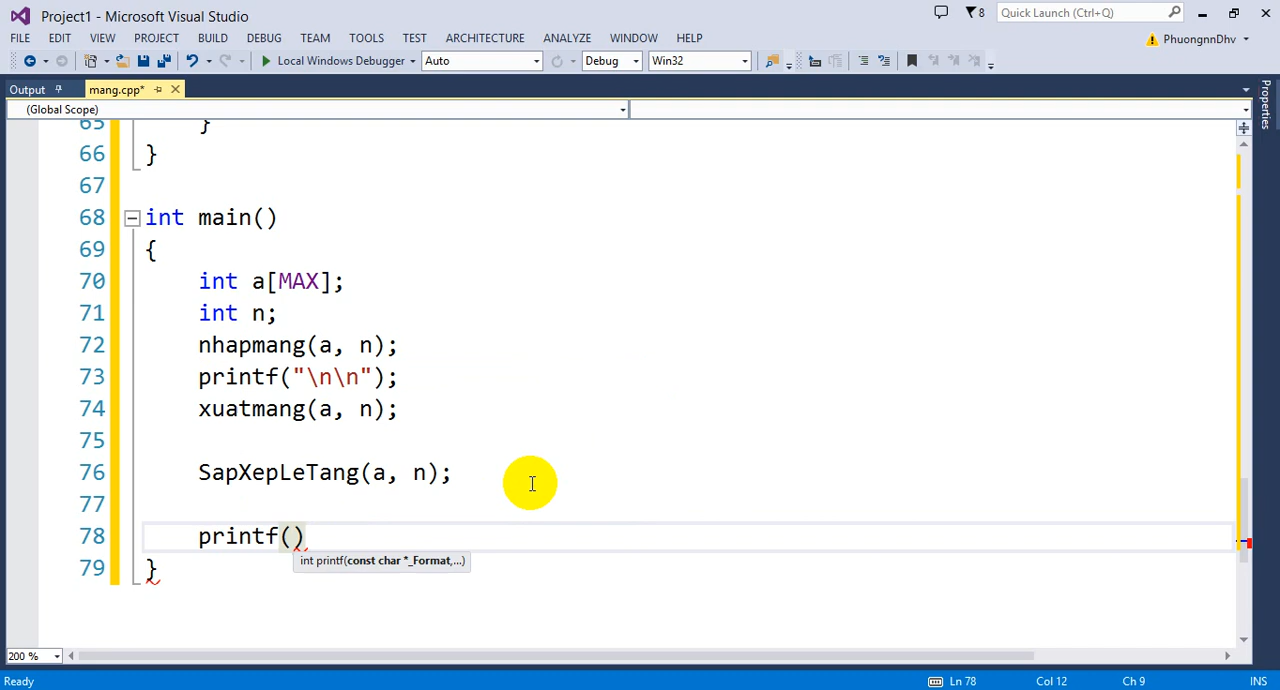 Project1 - Microsoft Visual Studio
8
Quick Launch (Ctrl+Q)
FILE EDIT VIEW PROJECT BUILD DEBUG TEAM TOOLS TEST ARCHITECTURE ANALYZE WINDOW HELP
PhuongnnDhv
Local Windows Debugger Auto Debug Win32
Output mang.cpp*
Properties
(Global Scope)
65 }
66 }
67
68 int main()
69 {
70 int a[MAX];
71 int n;
72 nhapmang(a, n);
73 printf("\n\n");
74 xuatmang(a, n);
75
76 SapXepLeTang(a, n);
77
78 printf()
int printf(const char *_Format,...)
79 }
200 %
Ready Ln 78 Col 12 Ch 9 INS